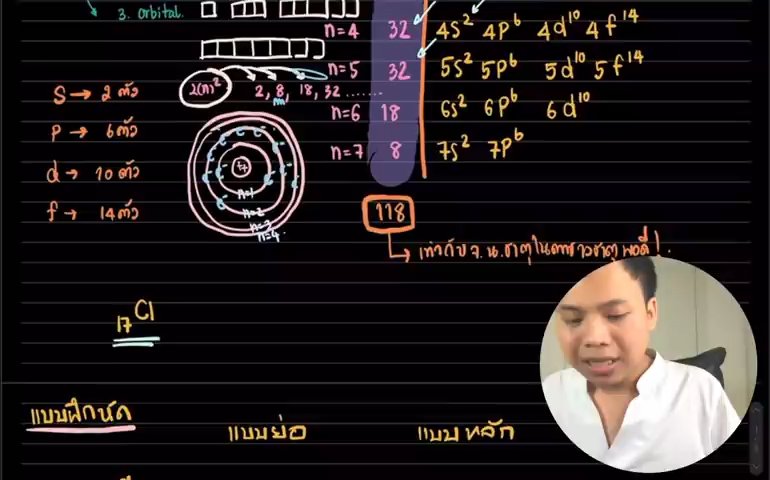 3. orbital
n=4 32 4s² 4p⁶ 4d¹⁰ 4f¹⁴
n=5 32 5s² 5p⁶ 5d¹⁰ 5f¹⁴
2(n)² 2, 8, 18, 32 ......
m
n=6 18 6s² 6p⁶ 6d¹⁰
n=7 8 7s² 7p⁶
s → 2 ตัว
p → 6 ตัว
d → 10 ตัว
f → 14 ตัว
n=1
n=2
n=3
n=4
118
เท่ากับ จ.น.ธาตุในตารางธาตุพอดี!
₁₇Cl
แบบฝึกหัด
แบบย่อ แบบหลัก